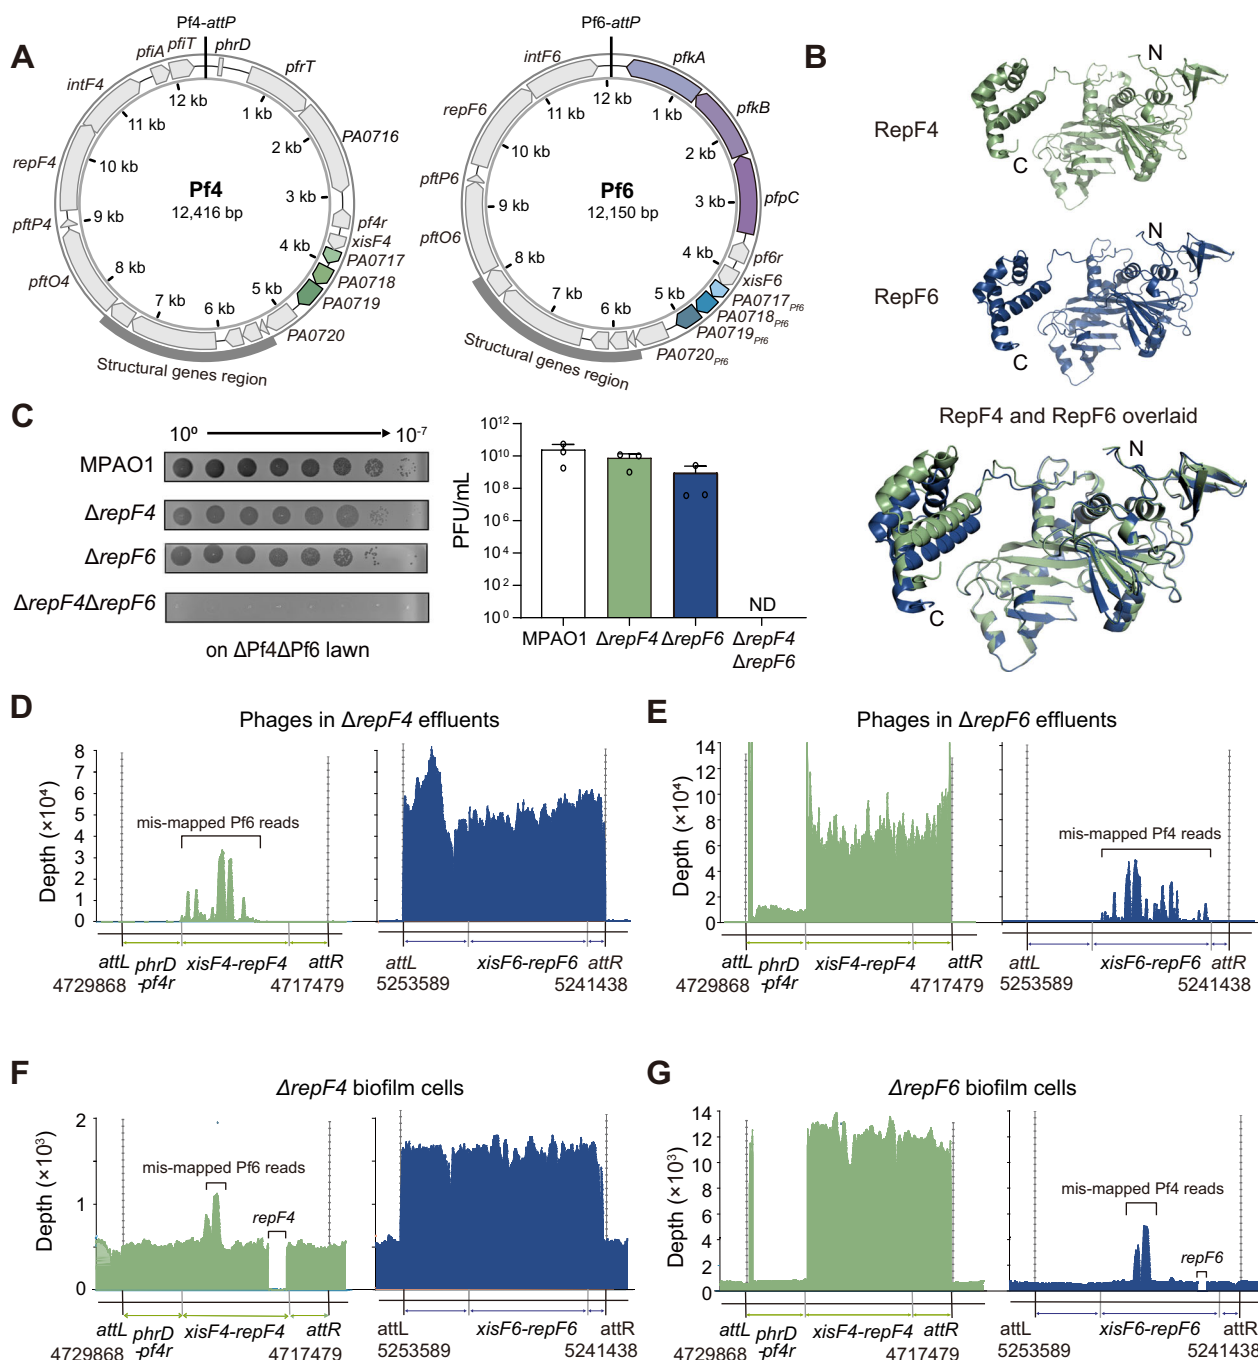 A
Pf4-attP
pfiA
pfiT
phrD
pfrT
intF4
repF4
pftP4
pftO4
PA0716
pf4r
xisF4
PA0717
PA0718
PA0719
PA0720
12 kb
1 kb
2 kb
3 kb
4 kb
5 kb
6 kb
7 kb
8 kb
9 kb
10 kb
11 kb
Pf4
12,416 bp
Structural genes region
Pf6-attP
intF6
pfkA
pfkB
pfpC
repF6
pftP6
pftO6
pf6r
xisF6
PA0717Pf6
PA0718Pf6
PA0719Pf6
PA0720Pf6
12 kb
1 kb
2 kb
3 kb
4 kb
5 kb
6 kb
7 kb
8 kb
9 kb
10 kb
11 kb
Pf6
12,150 bp
Structural genes region
B
RepF4
N
C
RepF6
N
C
RepF4 and RepF6 overlaid
N
C
C
10⁰ 10⁻⁷
MPAO1
ΔrepF4
ΔrepF6
ΔrepF4ΔrepF6
on ΔPf4ΔPf6 lawn
PFU/mL
10¹²
10¹⁰
10⁸
10⁶
10⁴
10²
10⁰
ND
MPAO1 ΔrepF4 ΔrepF6 ΔrepF4
ΔrepF6
D
Phages in ΔrepF4 effluents
Depth (×10⁴)
8
7
6
5
4
3
2
1
0
mis-mapped Pf6 reads
attL phrD xisF4-repF4 attR
-pf4r
4729868 4717479
attL xisF6-repF6 attR
5253589 5241438
E
Phages in ΔrepF6 effluents
Depth (×10⁴)
14
12
10
8
6
4
2
0
mis-mapped Pf4 reads
attL phrD xisF4-repF4 attR
-pf4r
4729868 4717479
attL xisF6-repF6 attR
5253589 5241438
F
ΔrepF4 biofilm cells
Depth (×10³)
2
1
0
mis-mapped Pf6 reads
repF4
attL phrD xisF4-repF4 attR
-pf4r
4729868 4717479
attL xisF6-repF6 attR
5253589 5241438
G
ΔrepF6 biofilm cells
Depth (×10³)
14
12
10
8
6
4
2
0
mis-mapped Pf4 reads
repF6
attL phrD xisF4-repF4 attR
-pf4r
4729868 4717479
attL xisF6-repF6 attR
5253589 5241438